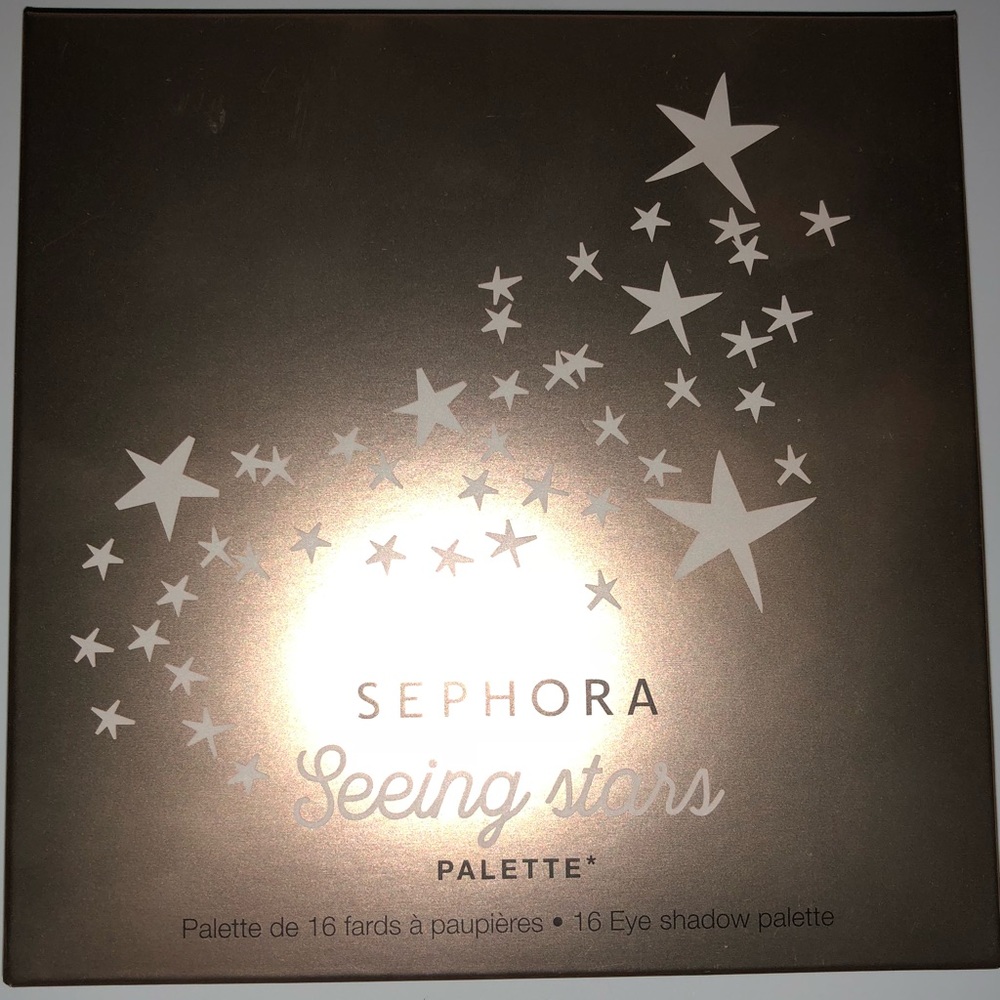 SEPHORA
Seeing stars
PALETTE*
Palette de 16 fards à paupières • 16 Eye shadow palette